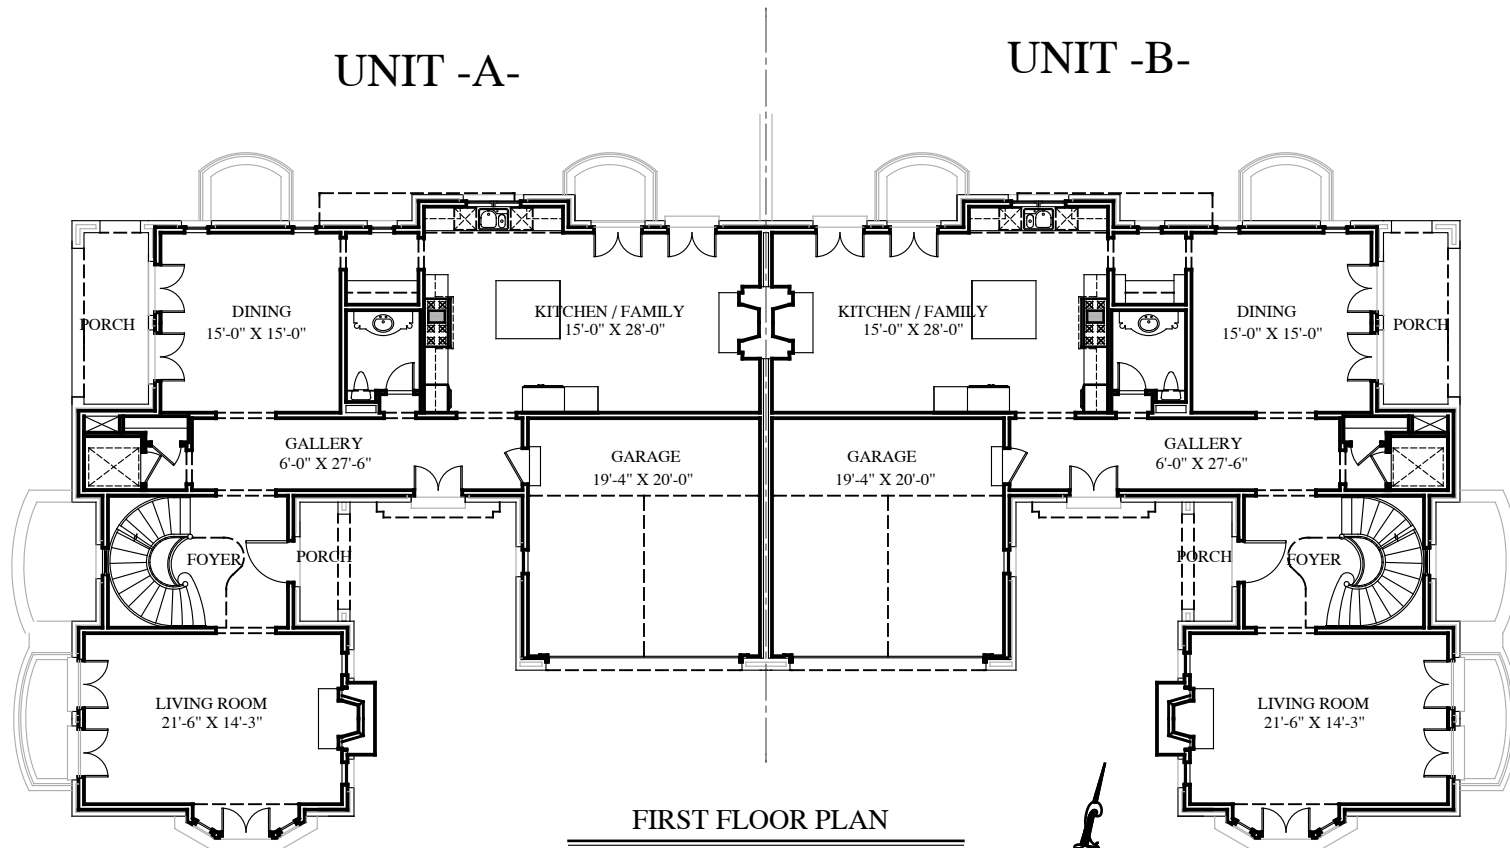 UNIT -A-
UNIT -B-
PORCH
DINING
15'-0" X 15'-0"
KITCHEN / FAMILY
15'-0" X 28'-0"
KITCHEN / FAMILY
15'-0" X 28'-0"
DINING
15'-0" X 15'-0"
PORCH
GALLERY
6'-0" X 27'-6"
GARAGE
19'-4" X 20'-0"
GARAGE
19'-4" X 20'-0"
GALLERY
6'-0" X 27'-6"
FOYER
PORCH
PORCH
FOYER
LIVING ROOM
21'-6" X 14'-3"
LIVING ROOM
21'-6" X 14'-3"
FIRST FLOOR PLAN